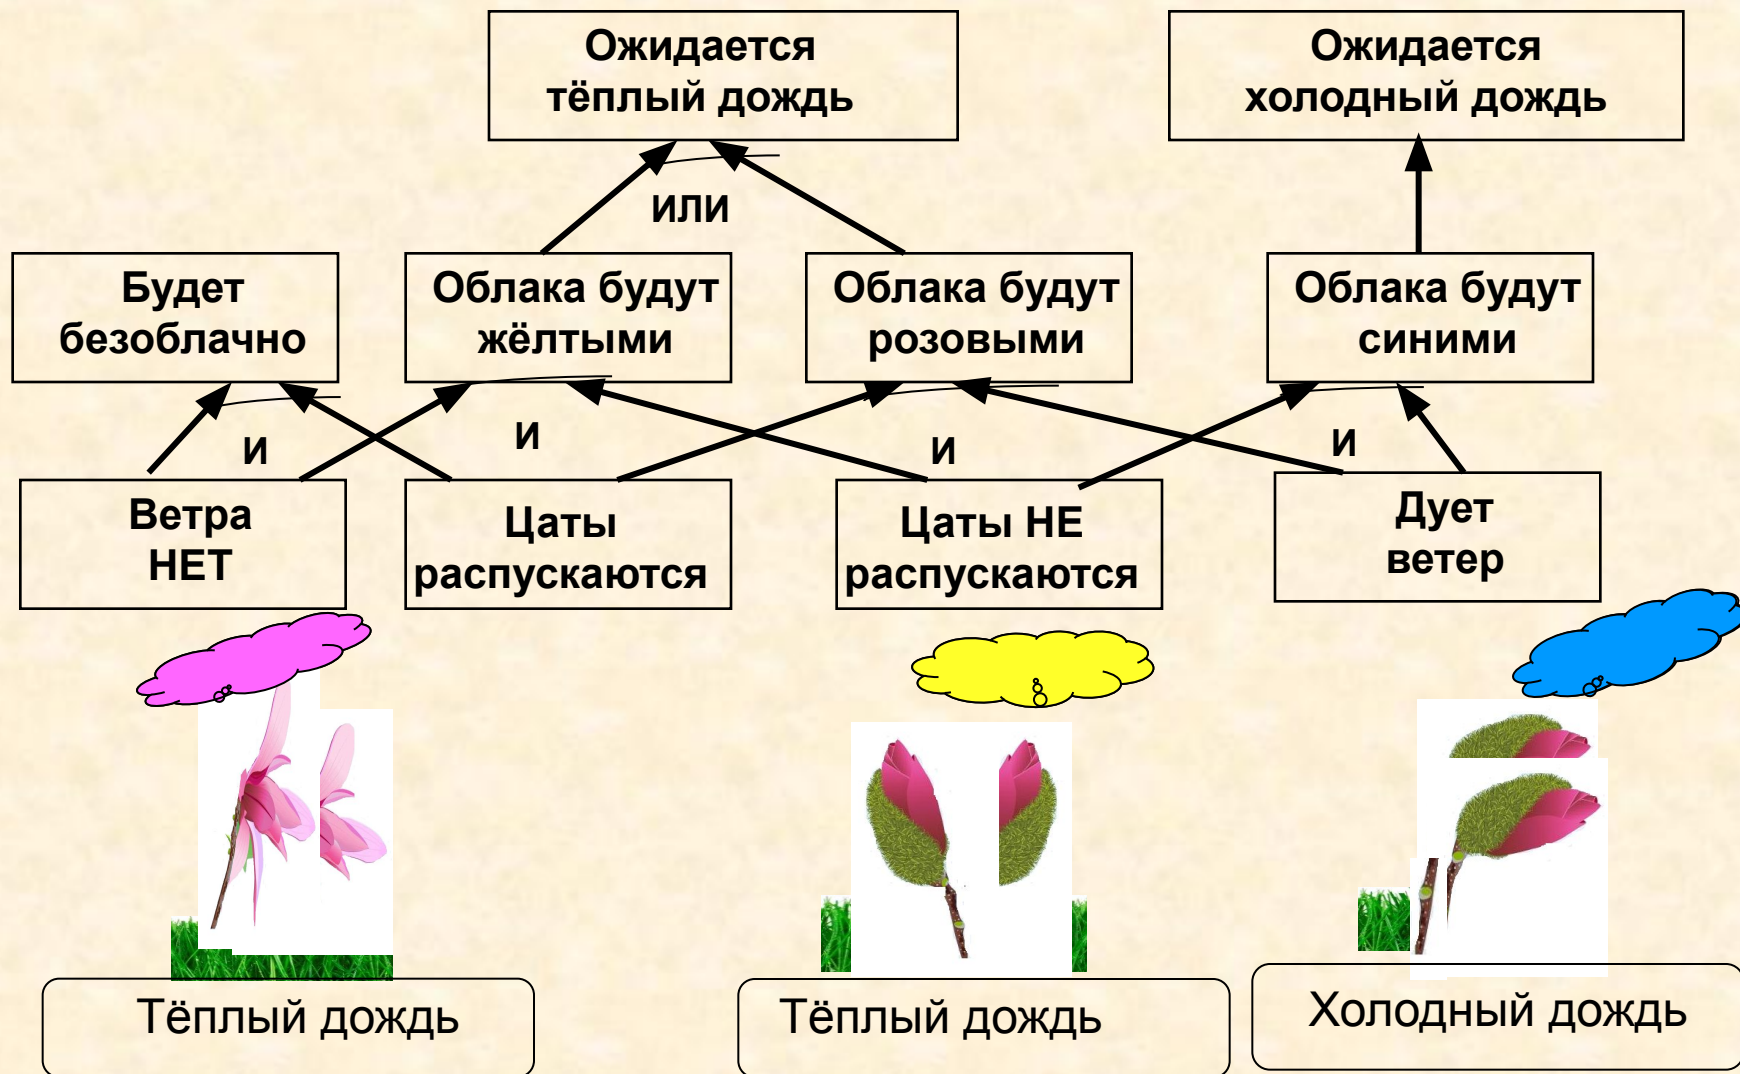 Ожидается
тёплый дождь
Ожидается
холодный дождь
ИЛИ
Будет
безоблачно
Облака будут
жёлтыми
Облака будут
розовыми
Облака будут
синими
И
И
И
И
Ветра
НЕТ
Цаты
распускаются
Цаты НЕ
распускаются
Дует
ветер
Тёплый дождь
Тёплый дождь
Холодный дождь